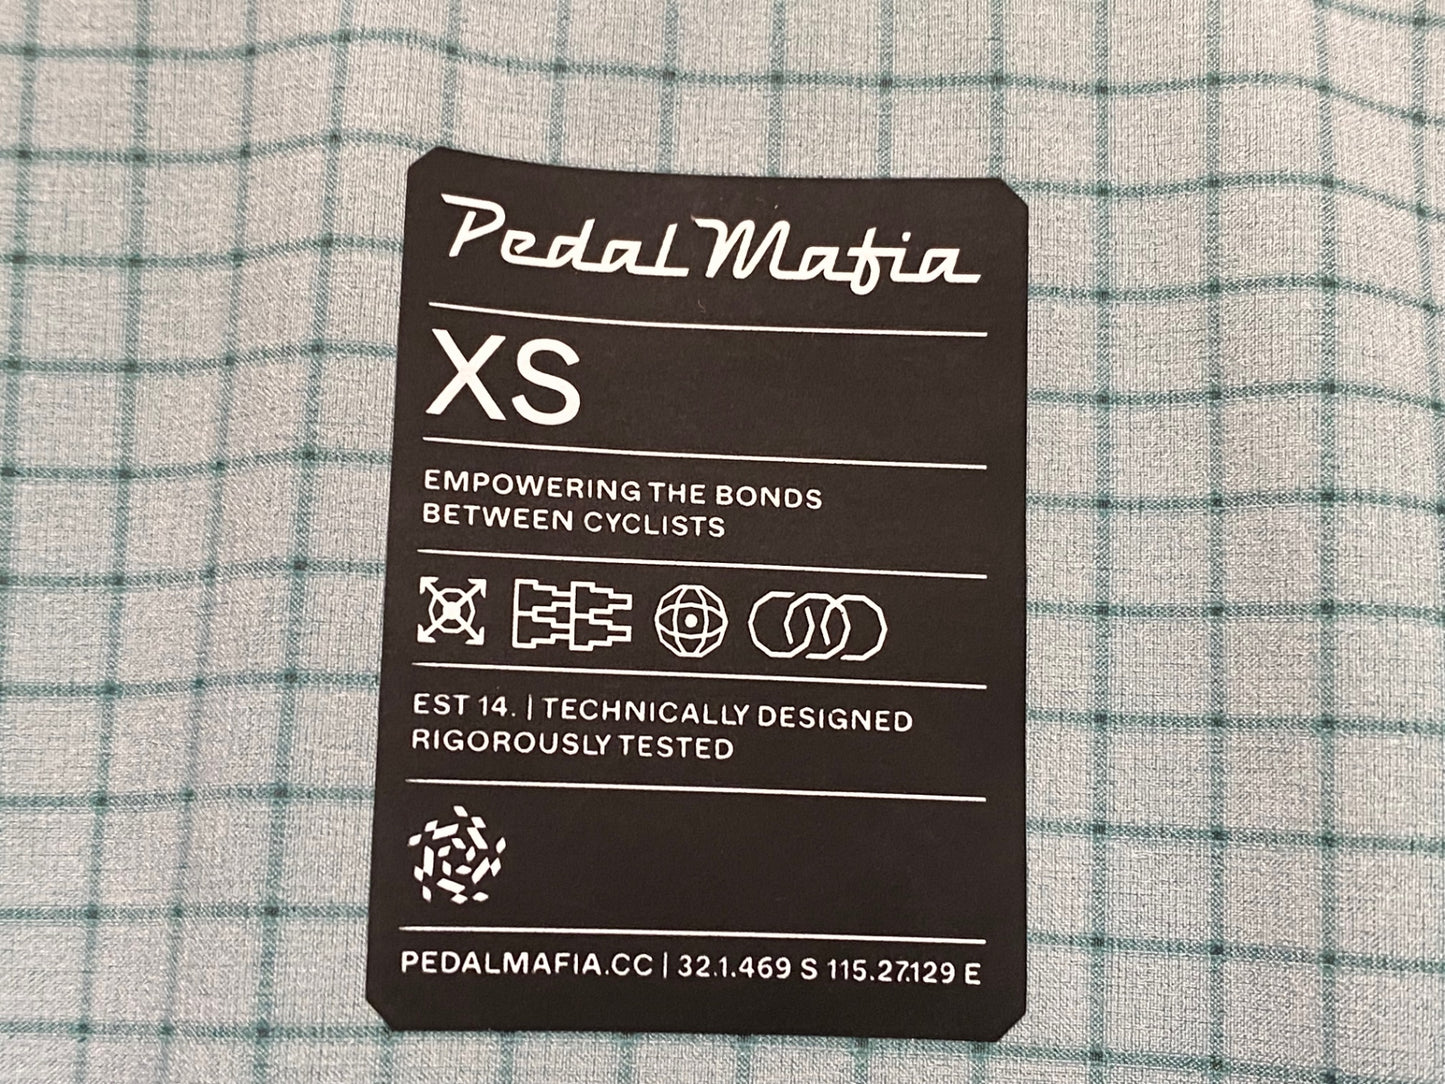 Pedal Mafia
XS
EMPOWERING THE BONDS
BETWEEN CYCLISTS
EST 14. | TECHNICALLY DESIGNED
RIGOROUSLY TESTED
PEDALMAFIA.CC | 32.1.469 S 115.27.129 E